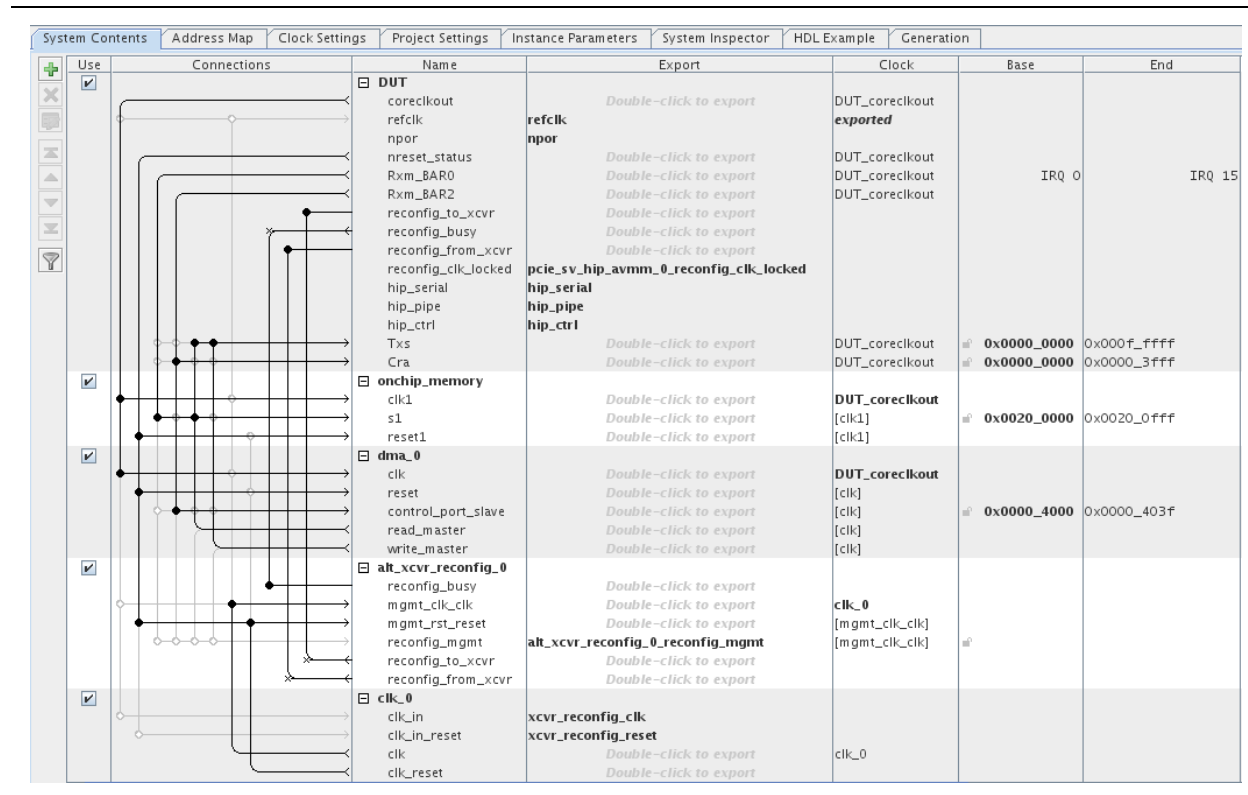 System Contents Address Map Clock Settings Project Settings Instance Parameters System Inspector HDL Example Generation
Use Connections Name Export Clock Base End
DUT
coreclkout Double-click to export DUT_coreclkout
refclk refclk exported
npor npor
nreset_status Double-click to export DUT_coreclkout
Rxm_BAR0 Double-click to export DUT_coreclkout IRQ 0 IRQ 15
Rxm_BAR2 Double-click to export DUT_coreclkout
reconfig_to_xcvr Double-click to export
reconfig_busy Double-click to export
reconfig_from_xcvr Double-click to export
reconfig_clk_locked pcie_sv_hip_avmm_0_reconfig_clk_locked
hip_serial hip_serial
hip_pipe hip_pipe
hip_ctrl hip_ctrl
Txs Double-click to export DUT_coreclkout 0x0000_0000 0x000f_ffff
Cra Double-click to export DUT_coreclkout 0x0000_0000 0x0000_3fff
onchip_memory
clk1 Double-click to export DUT_coreclkout
s1 Double-click to export [clk1] 0x0020_0000 0x0020_0fff
reset1 Double-click to export [clk1]
dma_0
clk Double-click to export DUT_coreclkout
reset Double-click to export [clk]
control_port_slave Double-click to export [clk] 0x0000_4000 0x0000_403f
read_master Double-click to export [clk]
write_master Double-click to export [clk]
alt_xcvr_reconfig_0
reconfig_busy Double-click to export
mgmt_clk_clk Double-click to export clk_0
mgmt_rst_reset Double-click to export [mgmt_clk_clk]
reconfig_mgmt alt_xcvr_reconfig_0_reconfig_mgmt [mgmt_clk_clk]
reconfig_to_xcvr Double-click to export
reconfig_from_xcvr Double-click to export
clk_0
clk_in xcvr_reconfig_clk
clk_in_reset xcvr_reconfig_reset
clk Double-click to export clk_0
clk_reset Double-click to export